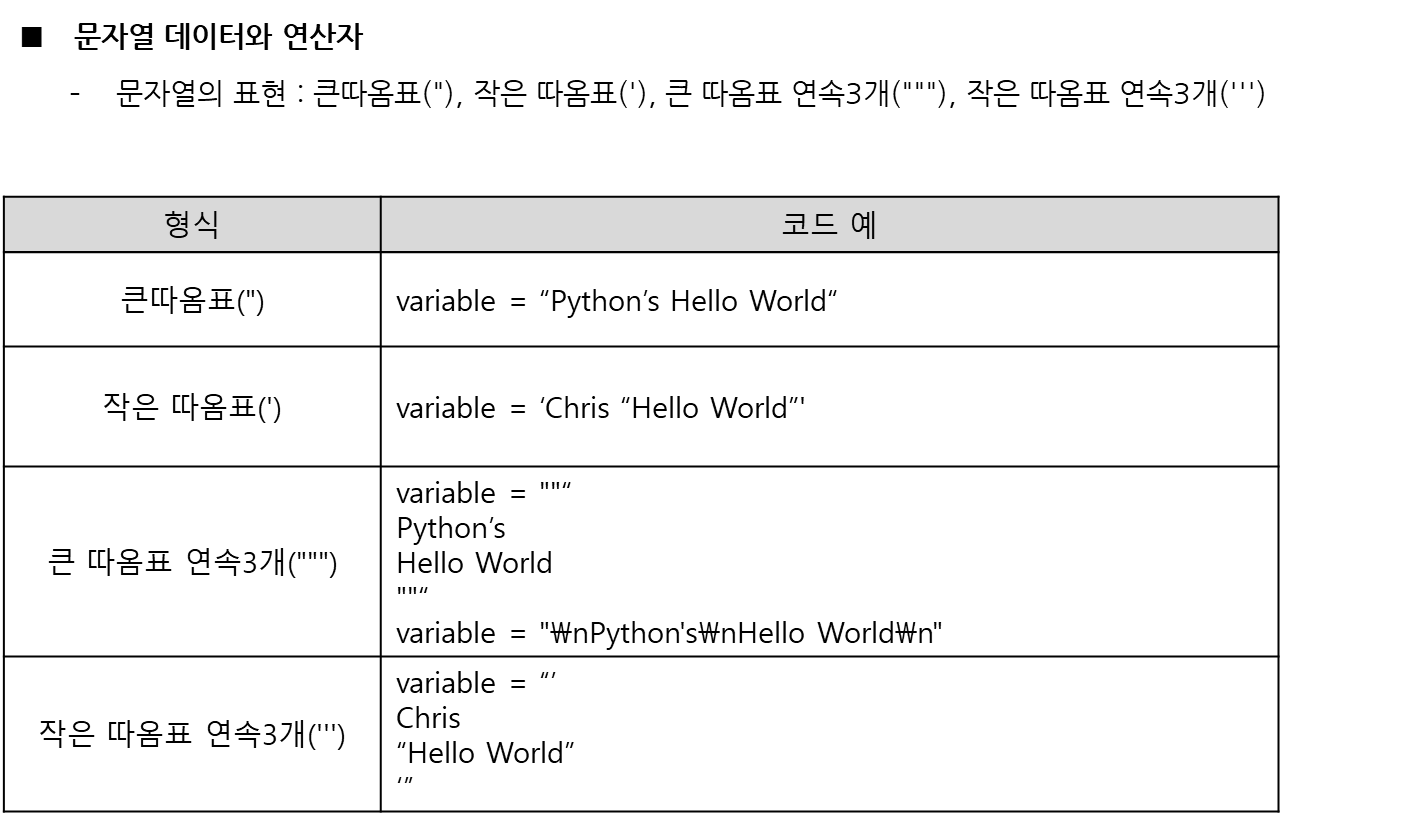 ■ 문자열 데이터와 연산자
- 문자열의 표현 : 큰따옴표("), 작은 따옴표('), 큰 따옴표 연속3개("""), 작은 따옴표 연속3개(''')
형식 코드 예
큰따옴표(") variable = “Python’s Hello World“
작은 따옴표(') variable = ‘Chris “Hello World”'
큰 따옴표 연속3개(""")
variable = ""“
Python’s
Hello World
""“
variable = "₩nPython's₩nHello World₩n"
작은 따옴표 연속3개(''')
variable = “’
Chris
“Hello World”
‘”